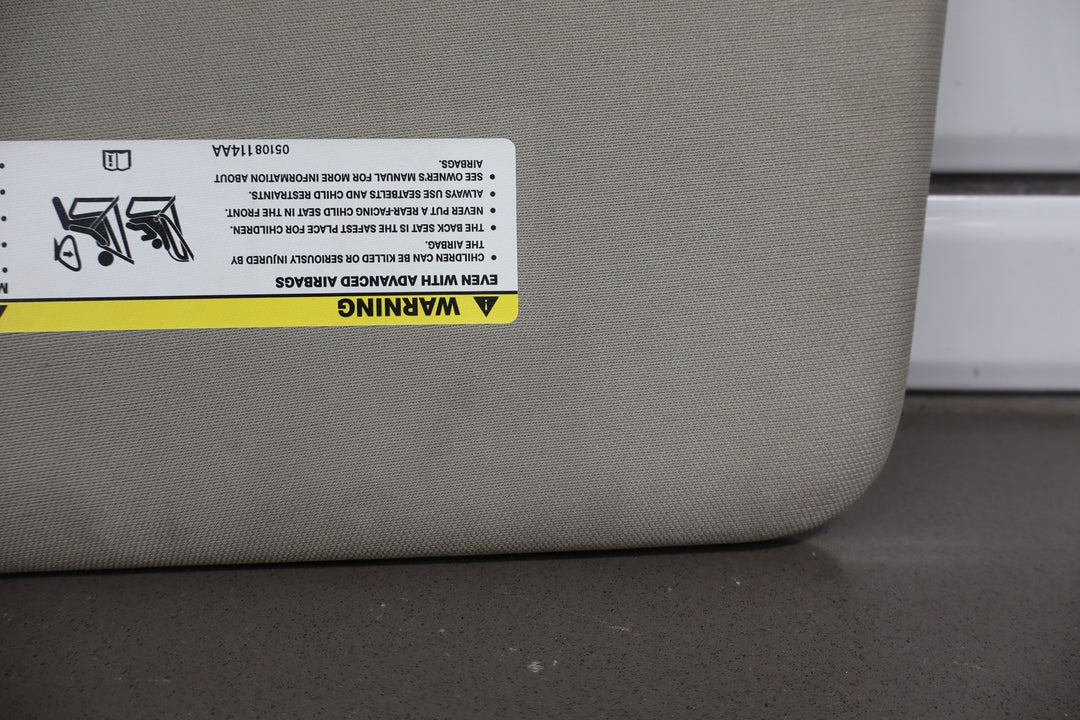 WARNING
EVEN WITH ADVANCED AIRBAGS
• CHILDREN CAN BE KILLED OR SERIOUSLY INJURED BY
THE AIRBAG.
• THE BACK SEAT IS THE SAFEST PLACE FOR CHILDREN.
• NEVER PUT A REAR-FACING CHILD SEAT IN THE FRONT.
• ALWAYS USE SEATBELTS AND CHILD RESTRAINTS.
• SEE OWNER'S MANUAL FOR MORE INFORMATION ABOUT
AIRBAGS.
05108114AA